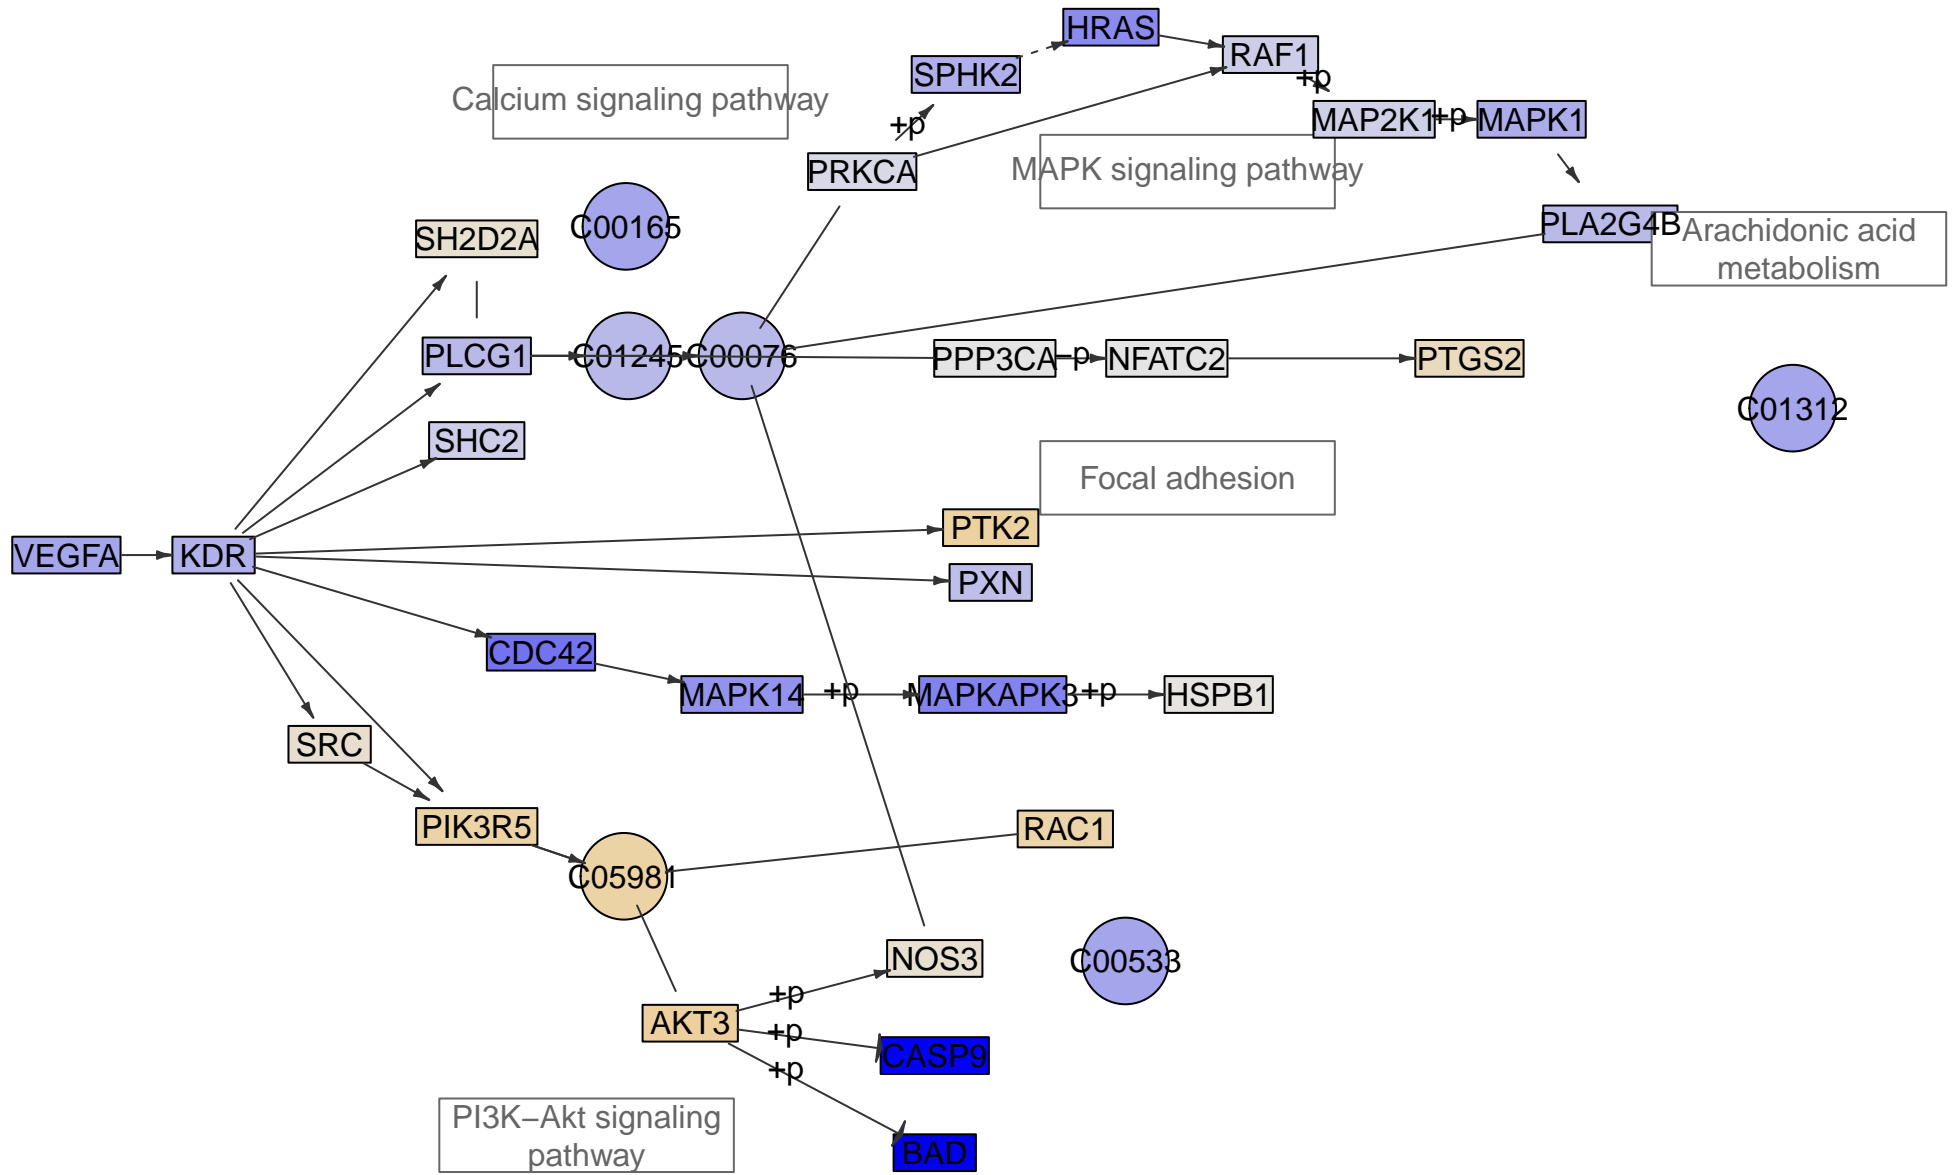 HRAS
RAF1
SPHK2
+p
Calcium signaling pathway
MAP2K1
+p
MAPK1
+p
PRKCA
MAPK signaling pathway
C00165
SH2D2A
PLA2G4B
Arachidonic acid
metabolism
PLCG1
C01245
C00076
PPP3CA
−p
NFATC2
PTGS2
C01312
SHC2
Focal adhesion
PTK2
VEGFA
KDR
PXN
CDC42
MAPK14
+p
MAPKAPK3
+p
HSPB1
SRC
PIK3R5
RAC1
C05981
NOS3
C00533
+p
AKT3
+p
CASP9
+p
PI3K−Akt signaling
pathway
BAD